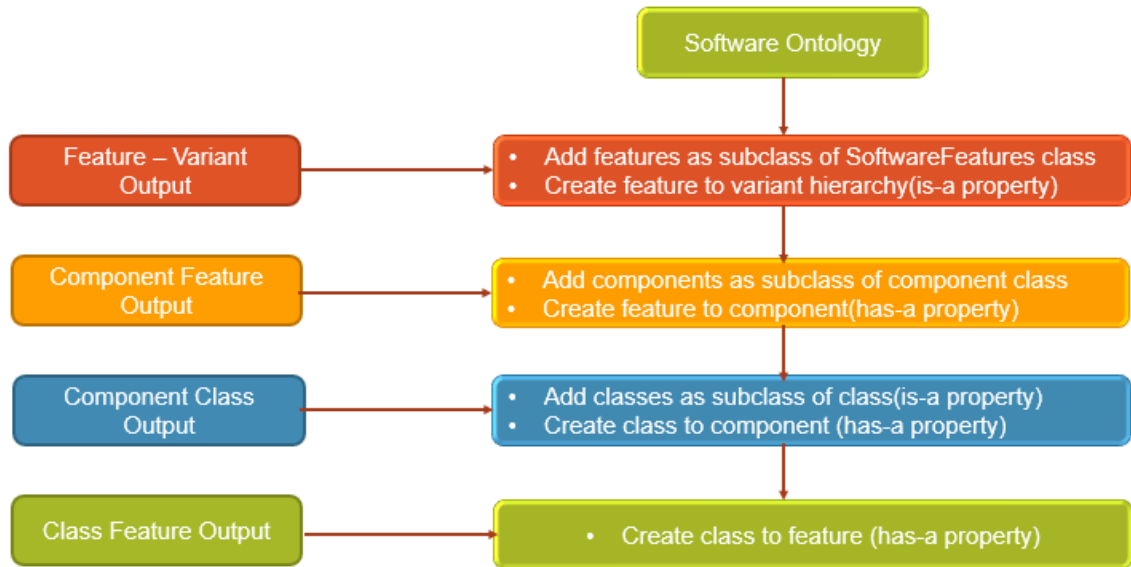 Software Ontology
Feature – Variant
Output
• Add features as subclass of SoftwareFeatures class
• Create feature to variant hierarchy(is-a property)
Component Feature
Output
• Add components as subclass of component class
• Create feature to component(has-a property)
Component Class
Output
• Add classes as subclass of class(is-a property)
• Create class to component (has-a property)
Class Feature Output
• Create class to feature (has-a property)